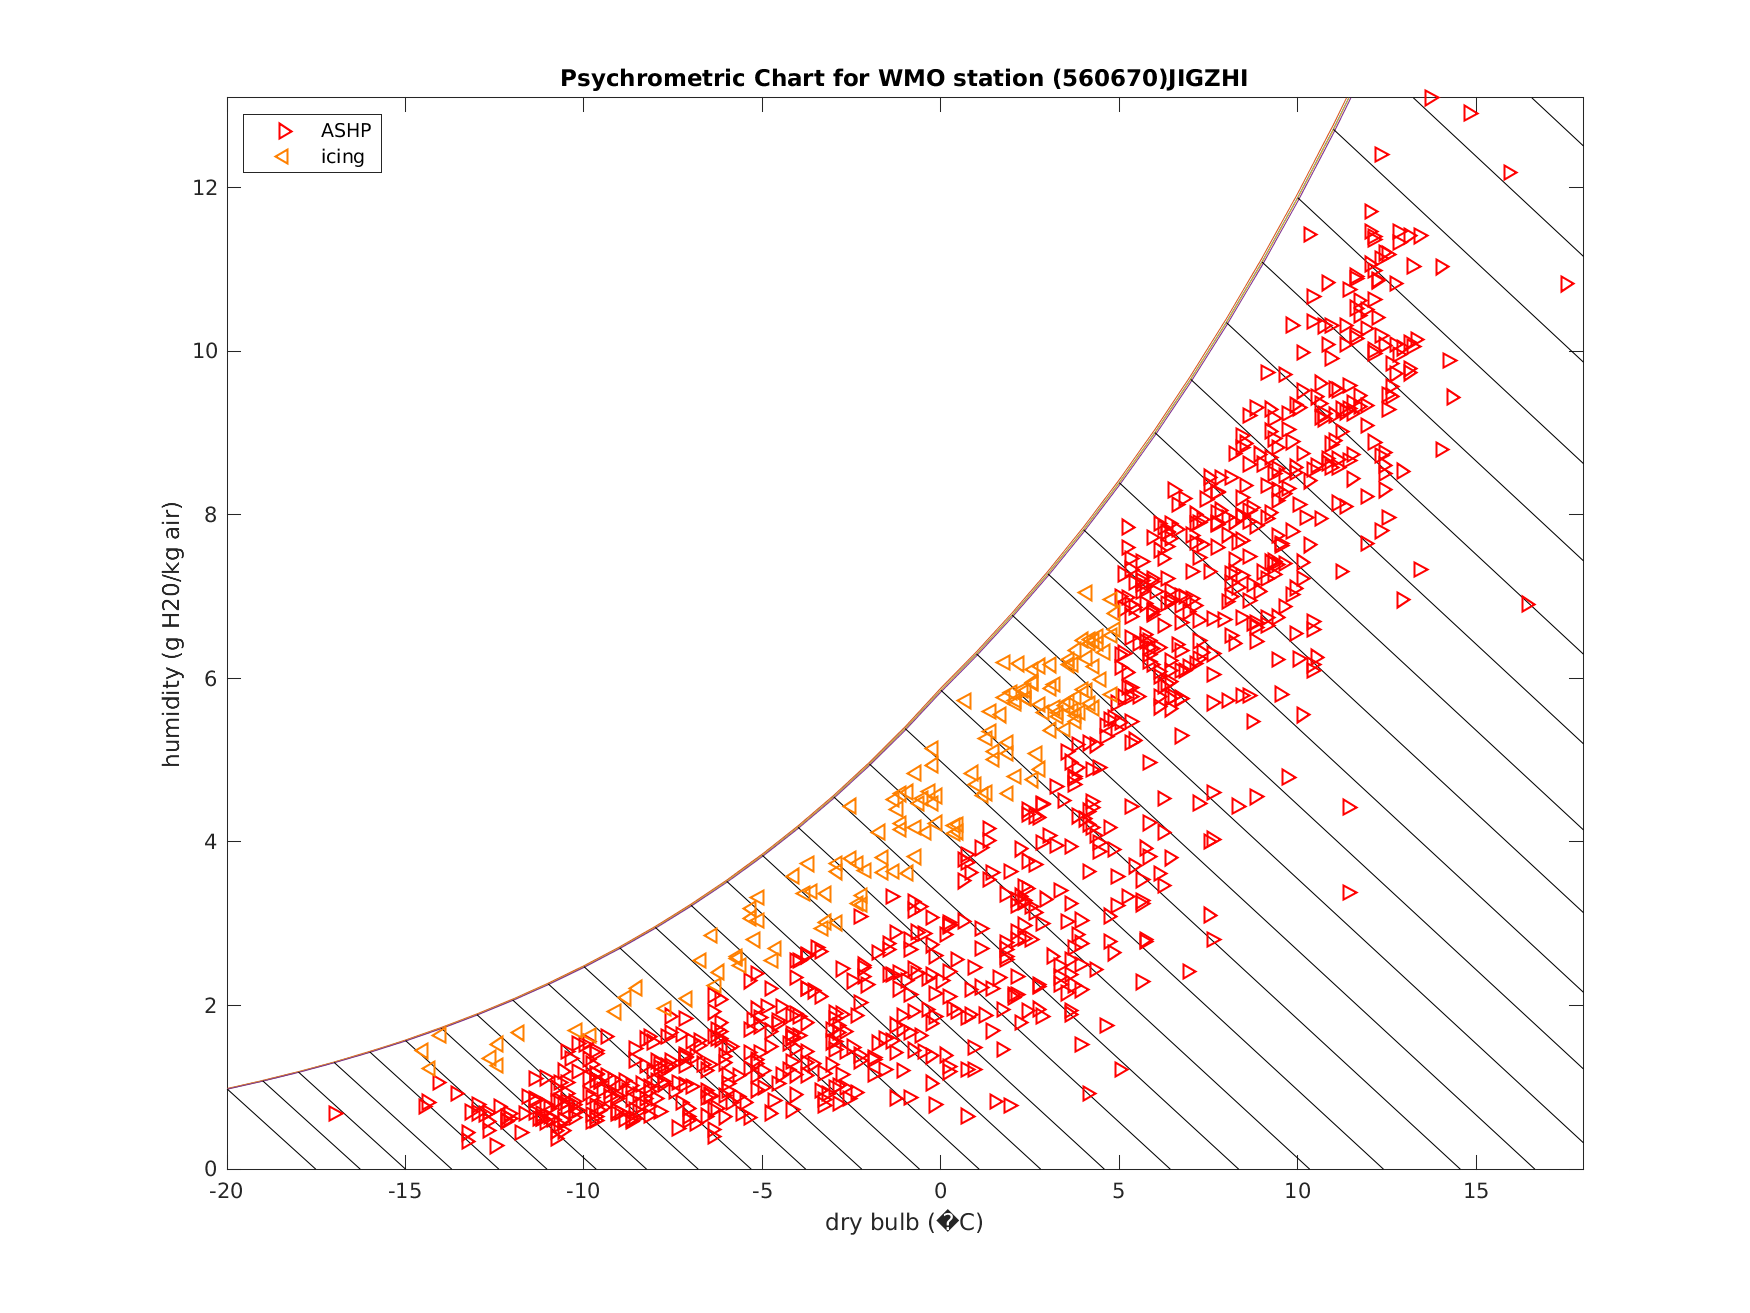 Psychrometric Chart for WMO station (560670)JIGZHI
ASHP
icing
humidity (g H20/kg air)
12
10
8
6
4
2
0
-20 -15 -10 -5 0 5 10 15
dry bulb (�C)